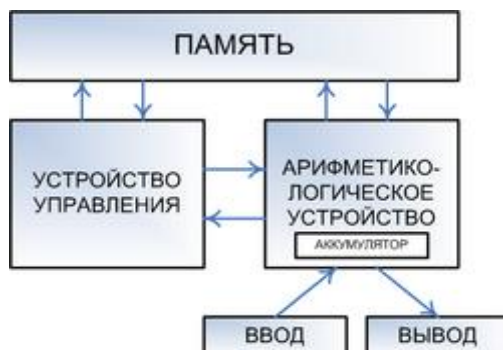 ПАМЯТЬ
УСТРОЙСТВО
УПРАВЛЕНИЯ
АРИФМЕТИКО-
ЛОГИЧЕСКОЕ
УСТРОЙСТВО
АККУМУЛЯТОР
ВВОД
ВЫВОД